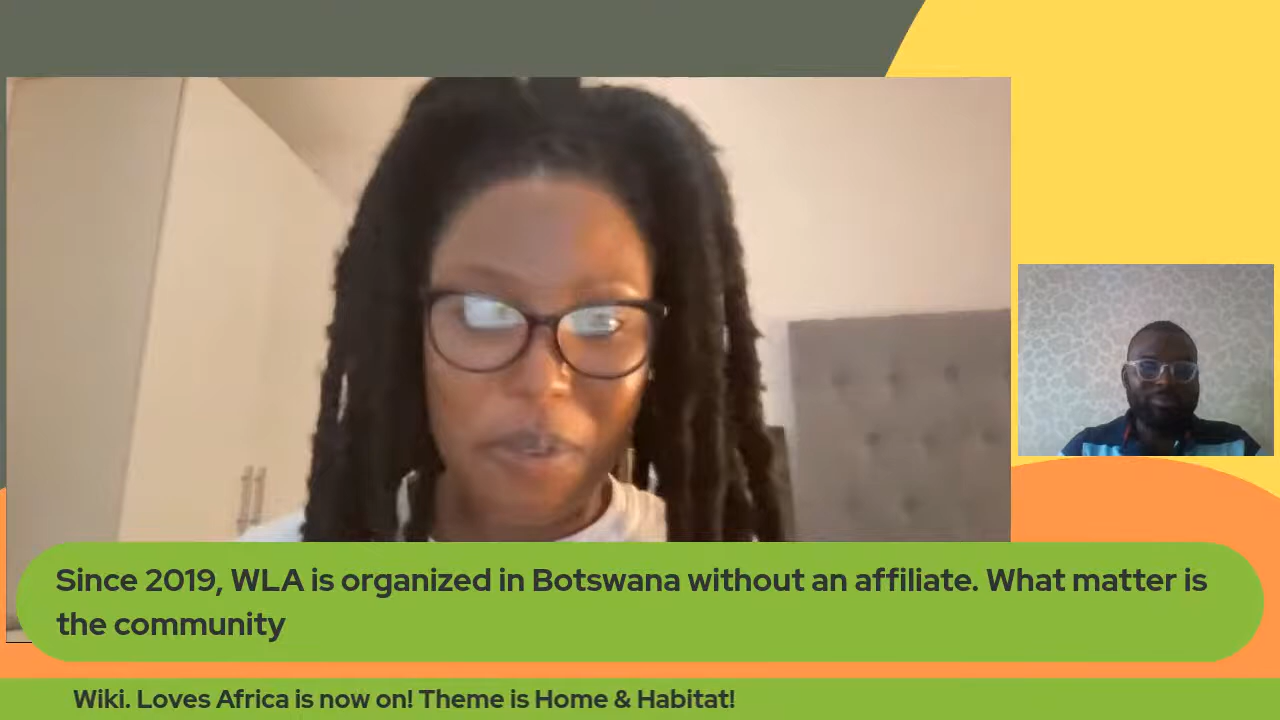 Since 2019, WLA is organized in Botswana without an affiliate. What matter is
the community
Wiki. Loves Africa is now on! Theme is Home & Habitat!